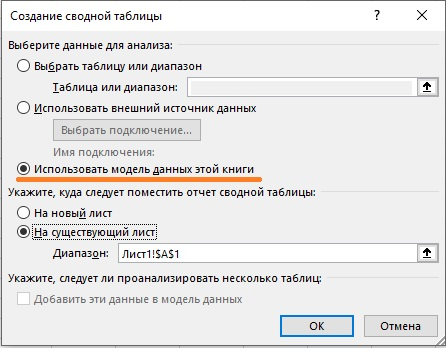 Создание сводной таблицы ? ×
Выберите данные для анализа:
Выбрать таблицу или диапазон
Таблица или диапазон:
Использовать внешний источник данных
Выбрать подключение...
Имя подключения:
Использовать модель данных этой книги
Укажите, куда следует поместить отчет сводной таблицы:
На новый лист
На существующий лист
Диапазон: Лист1!$A$1
Укажите, следует ли проанализировать несколько таблиц:
Добавить эти данные в модель данных
ОК Отмена